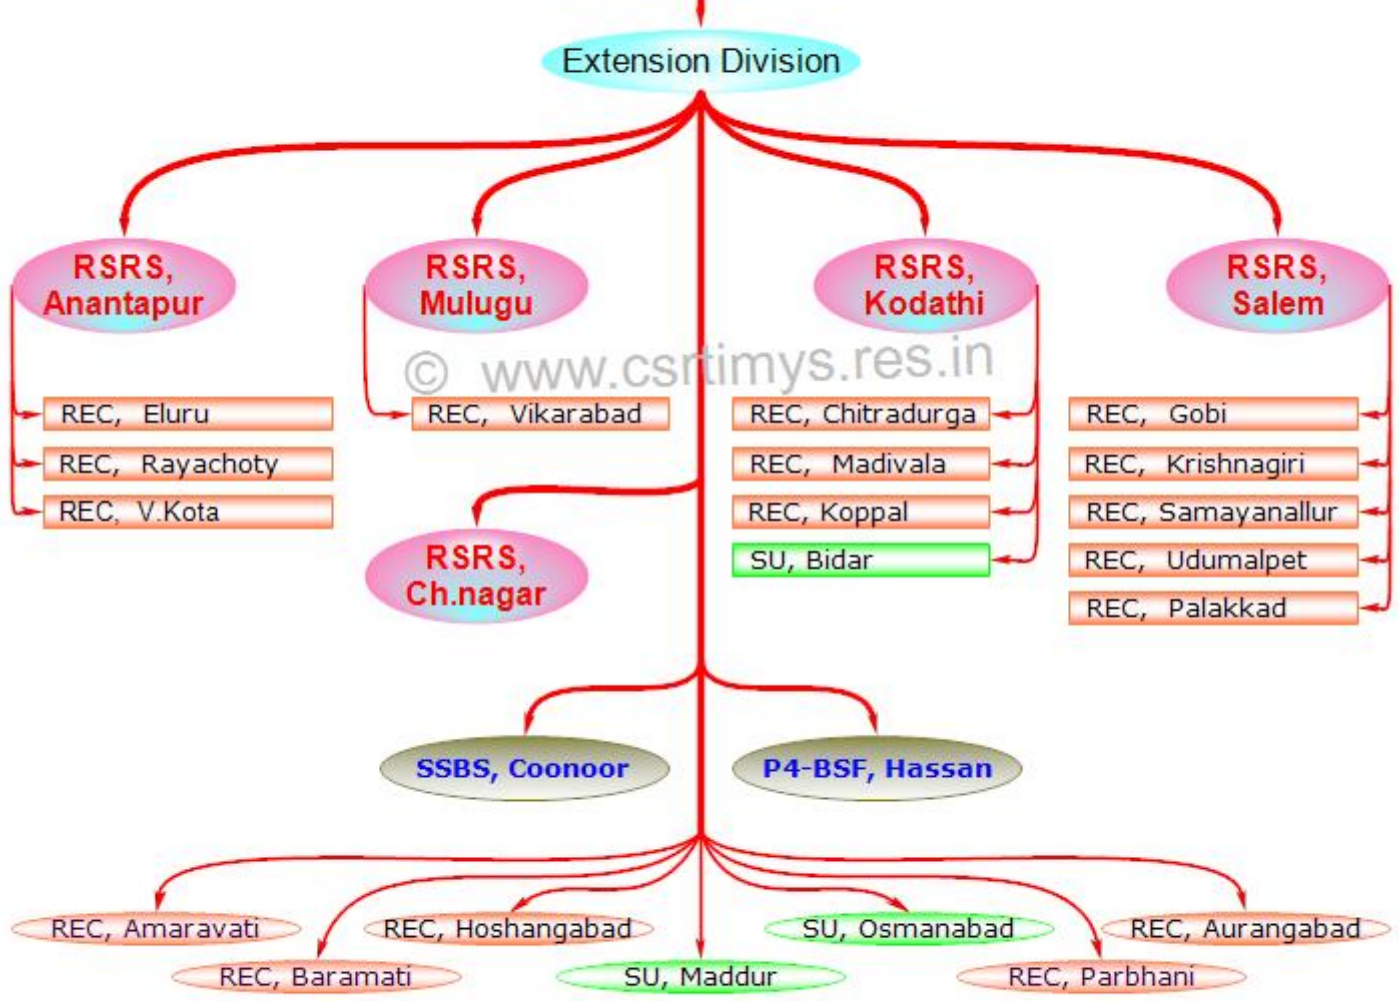 Extension Division
RSRS,
Anantapur
RSRS,
Mulugu
RSRS,
Kodathi
RSRS,
Salem
© www.csrtimys.res.in
REC, Eluru
REC, Rayachoty
REC, V.Kota
REC, Vikarabad
REC, Chitradurga
REC, Madivala
REC, Koppal
SU, Bidar
REC, Gobi
REC, Krishnagiri
REC, Samayanallur
REC, Udumalpet
REC, Palakkad
RSRS,
Ch.nagar
SSBS, Coonoor
P4-BSF, Hassan
REC, Amaravati
REC, Hoshangabad
SU, Osmanabad
REC, Aurangabad
REC, Baramati
SU, Maddur
REC, Parbhani